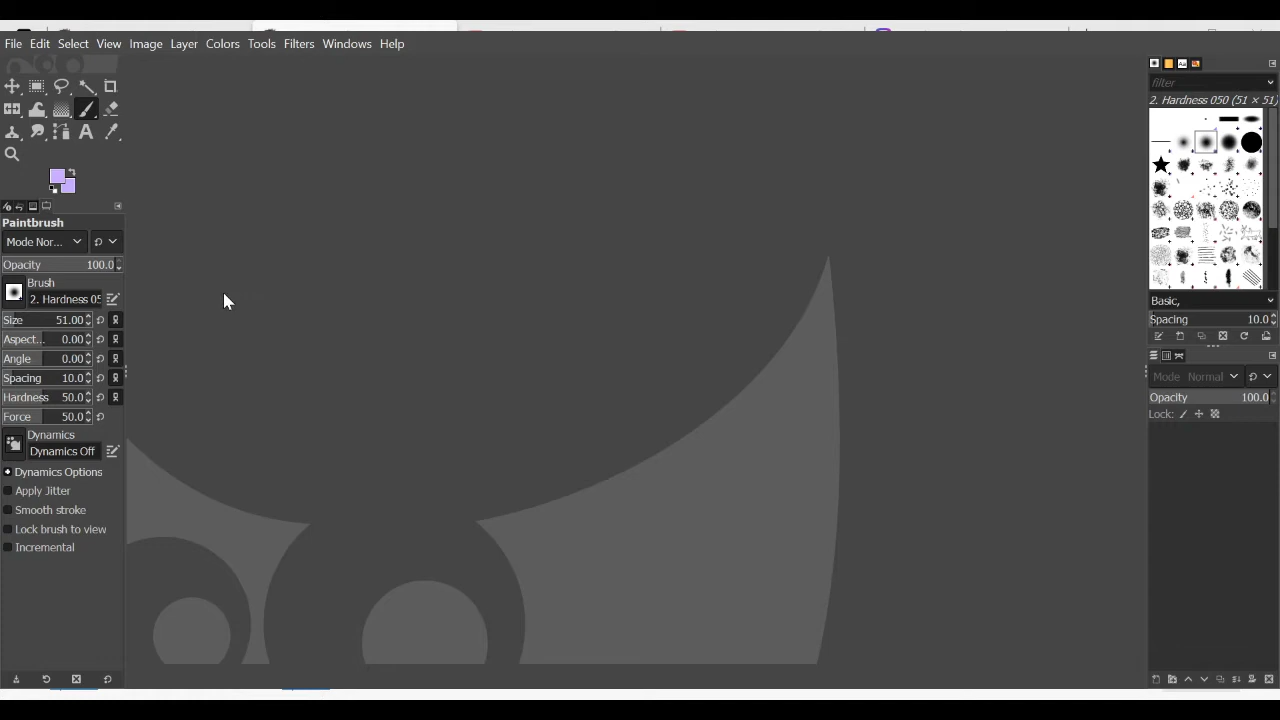 File Edit Select View Image Layer Colors Tools Filters Windows Help
filter
2. Hardness 050 (51 × 51)
Paintbrush
Mode Nor...
Opacity 100.0
Brush
2. Hardness 05
Size 51.00
Aspect... 0.00
Angle 0.00
Spacing 10.0
Hardness 50.0
Force 50.0
Dynamics
Dynamics Off
Dynamics Options
Apply Jitter
Smooth stroke
Lock brush to view
Incremental
Basic,
Spacing 10.0
Mode Normal
Opacity 100.0
Lock: